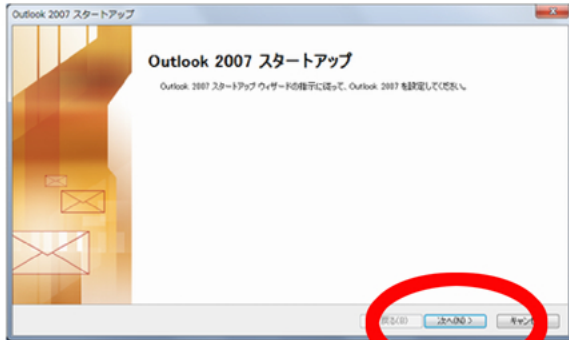 Outlook 2007 スタートアップ
Outlook 2007 スタートアップ
Outlook 2007 スタートアップ ウィザードの指示に従って、Outlook 2007 を設定してください。
戻る(B) 次へ(N) > キャンセル